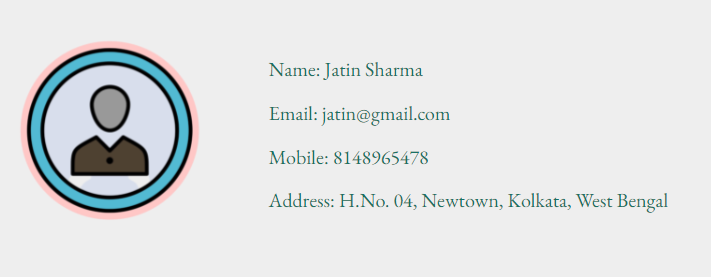 Name: Jatin Sharma
Email: jatin@gmail.com
Mobile: 8148965478
Address: H.No. 04, Newtown, Kolkata, West Bengal